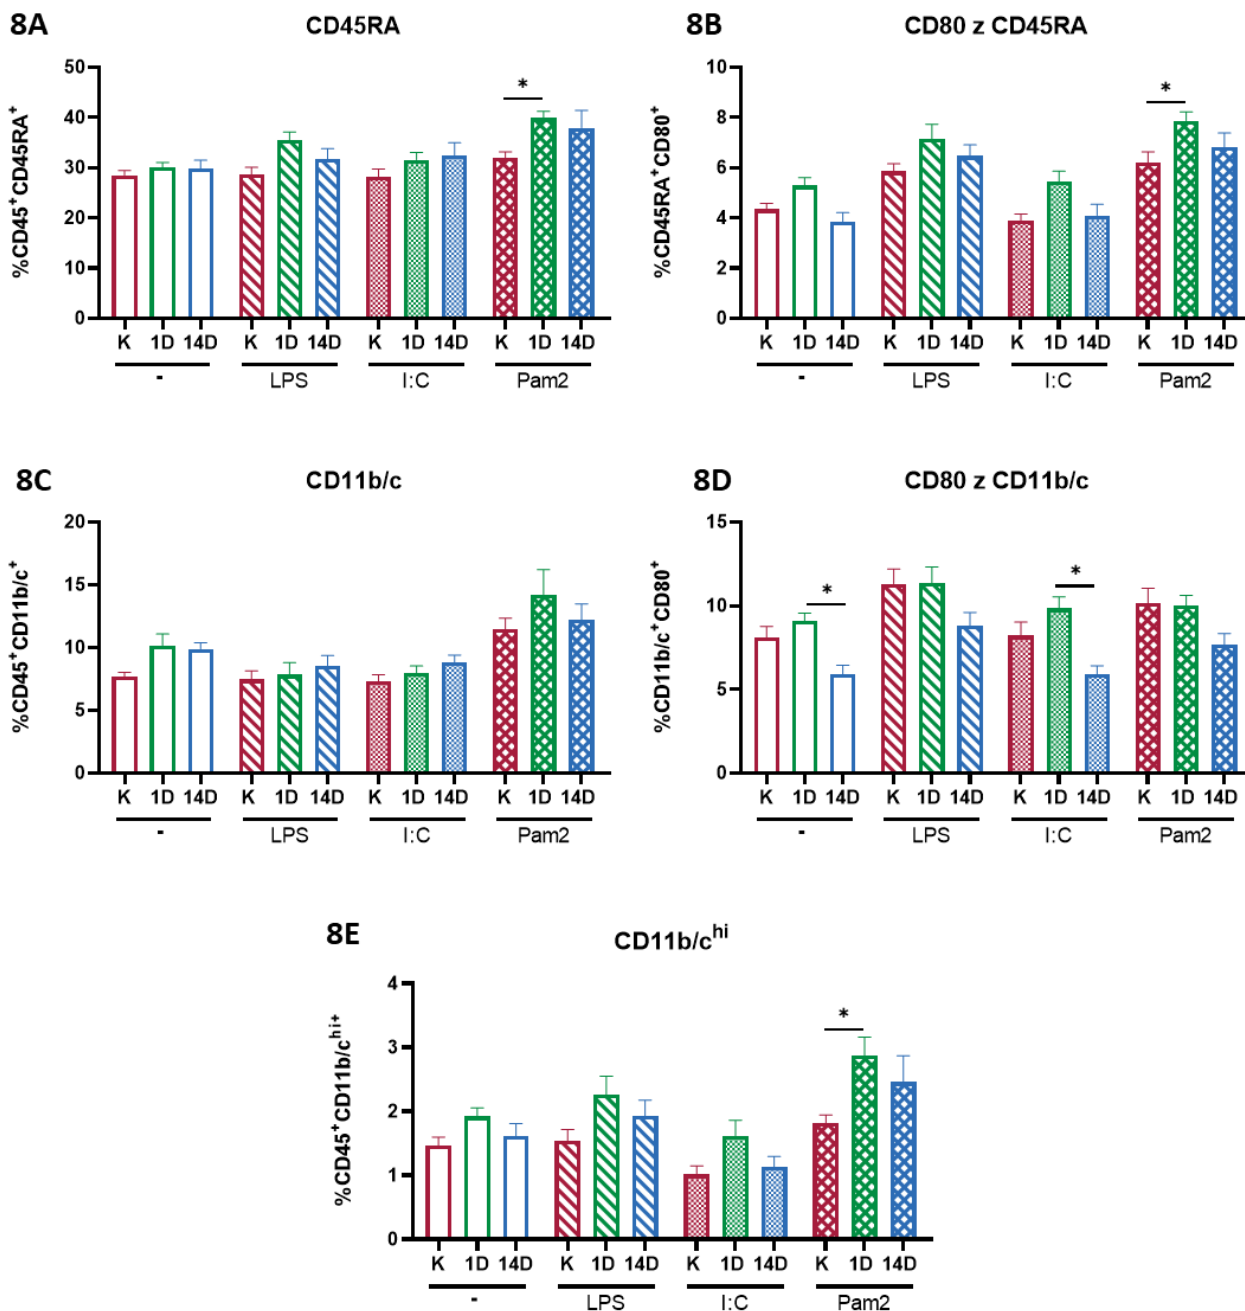 8A
CD45RA
%CD45⁺CD45RA⁺
50
40
30
20
10
0
*
K 1D 14D K 1D 14D K 1D 14D K 1D 14D
- LPS I:C Pam2
8B
CD80 z CD45RA
%CD45RA⁺CD80⁺
10
8
6
4
2
0
*
K 1D 14D K 1D 14D K 1D 14D K 1D 14D
- LPS I:C Pam2
8C
CD11b/c
%CD45⁺CD11b/c⁺
20
15
10
5
0
K 1D 14D K 1D 14D K 1D 14D K 1D 14D
- LPS I:C Pam2
8D
CD80 z CD11b/c
%CD11b/c⁺CD80⁺
15
10
5
0
* *
K 1D 14D K 1D 14D K 1D 14D K 1D 14D
- LPS I:C Pam2
8E
CD11b/cʰⁱ
%CD45⁺CD11b/cʰⁱ⁺
4
3
2
1
0
*
K 1D 14D K 1D 14D K 1D 14D K 1D 14D
- LPS I:C Pam2